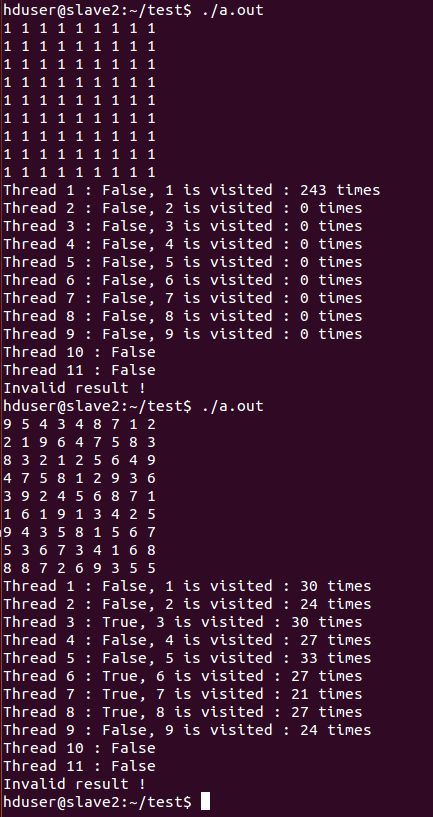 hduser@slave2:~/test$ ./a.out
1 1 1 1 1 1 1 1 1
1 1 1 1 1 1 1 1 1
1 1 1 1 1 1 1 1 1
1 1 1 1 1 1 1 1 1
1 1 1 1 1 1 1 1 1
1 1 1 1 1 1 1 1 1
1 1 1 1 1 1 1 1 1
1 1 1 1 1 1 1 1 1
1 1 1 1 1 1 1 1 1
Thread 1 : False, 1 is visited : 243 times
Thread 2 : False, 2 is visited : 0 times
Thread 3 : False, 3 is visited : 0 times
Thread 4 : False, 4 is visited : 0 times
Thread 5 : False, 5 is visited : 0 times
Thread 6 : False, 6 is visited : 0 times
Thread 7 : False, 7 is visited : 0 times
Thread 8 : False, 8 is visited : 0 times
Thread 9 : False, 9 is visited : 0 times
Thread 10 : False
Thread 11 : False
Invalid result !
hduser@slave2:~/test$ ./a.out
9 5 4 3 4 8 7 1 2
2 1 9 6 4 7 5 8 3
8 3 2 1 2 5 6 4 9
4 7 5 8 1 2 9 3 6
3 9 2 4 5 6 8 7 1
1 6 1 9 1 3 4 2 5
9 4 3 5 8 1 5 6 7
5 3 6 7 3 4 1 6 8
8 8 7 2 6 9 3 5 5
Thread 1 : False, 1 is visited : 30 times
Thread 2 : False, 2 is visited : 24 times
Thread 3 : True, 3 is visited : 30 times
Thread 4 : False, 4 is visited : 27 times
Thread 5 : False, 5 is visited : 33 times
Thread 6 : True, 6 is visited : 27 times
Thread 7 : True, 7 is visited : 21 times
Thread 8 : True, 8 is visited : 27 times
Thread 9 : False, 9 is visited : 24 times
Thread 10 : False
Thread 11 : False
Invalid result !
hduser@slave2:~/test$